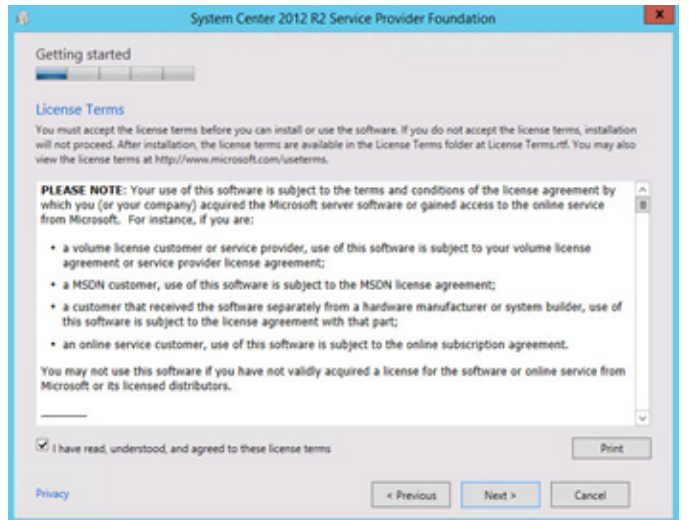 System Center 2012 R2 Service Provider Foundation
x
Getting started
License Terms
You must accept the license terms before you can install or use the software. If you do not accept the license terms, installation
will not proceed. After installation, the license terms are available in the License Terms folder at License Terms.rtf. You may also
view the license terms at http://www.microsoft.com/useterms.
PLEASE NOTE: Your use of this software is subject to the terms and conditions of the license agreement by
which you (or your company) acquired the Microsoft server software or gained access to the online service
from Microsoft. For instance, if you are:
• a volume license customer or service provider, use of this software is subject to your volume license
agreement or service provider license agreement;
• a MSDN customer, use of this software is subject to the MSDN license agreement;
• a customer that received the software separately from a hardware manufacturer or system builder, use of
this software is subject to the license agreement with that part;
• an online service customer, use of this software is subject to the online subscription agreement.
You may not use this software if you have not validly acquired a license for the software or online service from
Microsoft or its licensed distributors.
I have read, understood, and agreed to these license terms
Print
Privacy
< Previous
Next >
Cancel